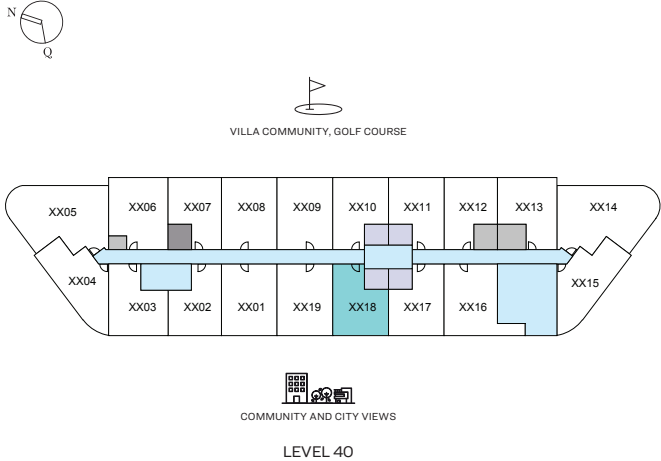 N
Q
VILLA COMMUNITY, GOLF COURSE
XX05 XX06 XX07 XX08 XX09 XX10 XX11 XX12 XX13 XX14
XX04 XX03 XX02 XX01 XX19 XX18 XX17 XX16 XX15
COMMUNITY AND CITY VIEWS
LEVEL 40